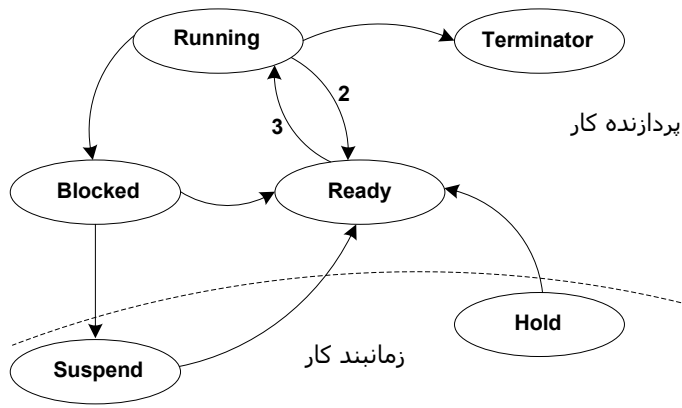 Running
Terminator
2
3
پردازنده کار
Blocked
Ready
Hold
زمانبند کار
Suspend